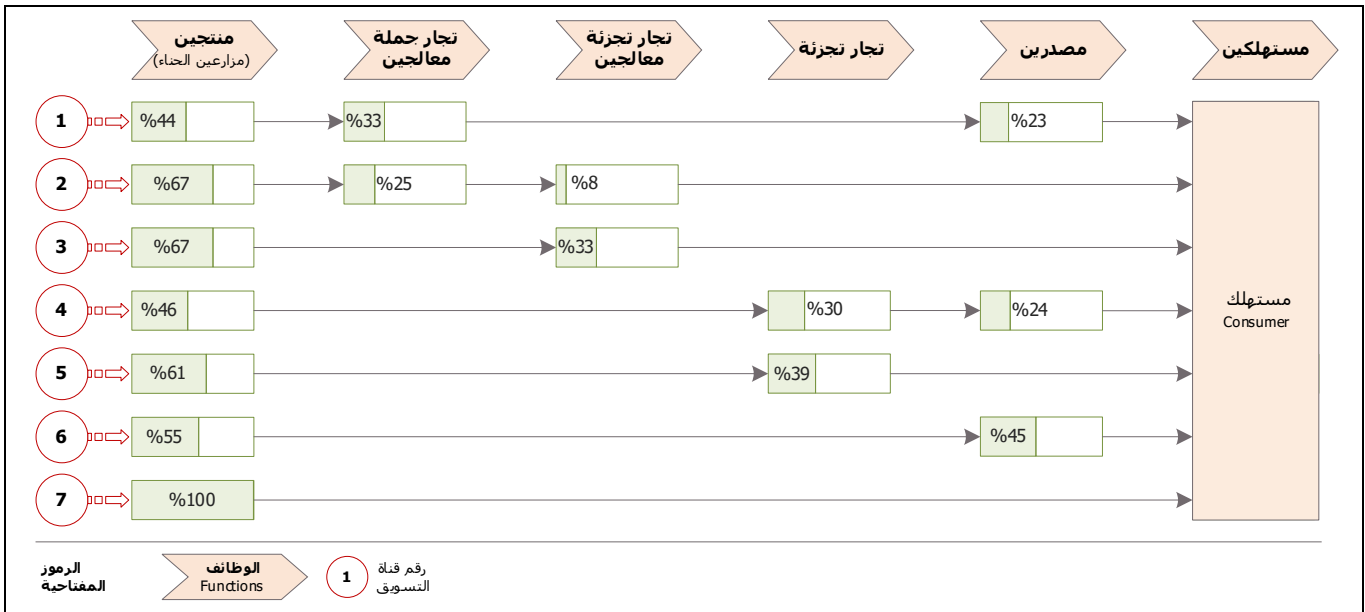 منتجين
(مزارعين الحناء)
تجار جملة
معالجين
تجار تجزئة
معالجين
تجار تجزئة
مصدرين
مستهلكين
1
%44
%33
%23
2
%67
%25
%8
3
%67
%33
4
%46
%30
%24
5
%61
%39
6
%55
%45
7
%100
مستهلك
Consumer
الرموز
المفتاحية
الوظائف
Functions
1
رقم قناة
التسويق